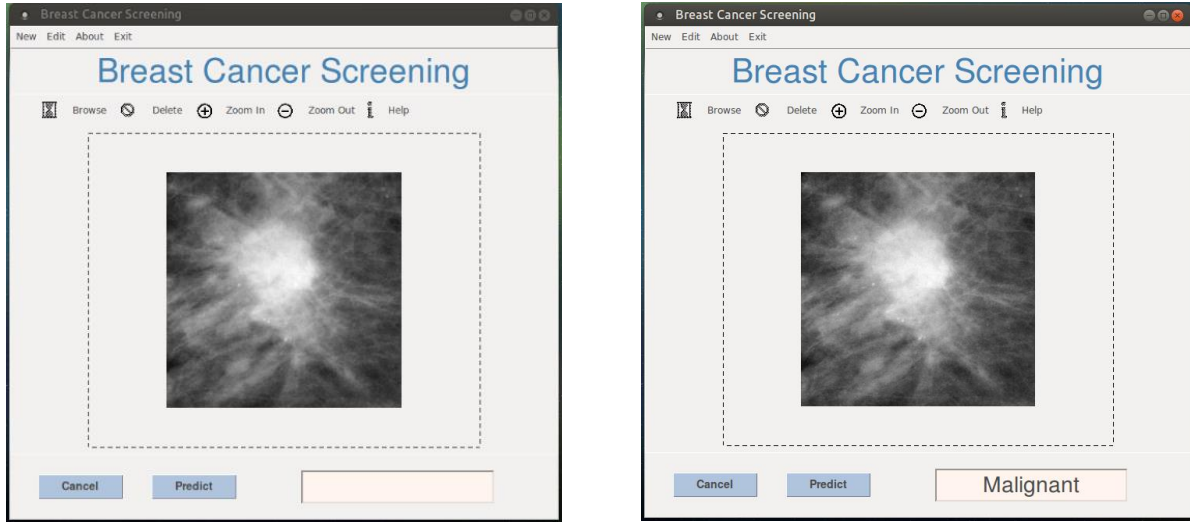 Breast Cancer Screening
New Edit About Exit
Breast Cancer Screening
Browse Delete Zoom In Zoom Out Help
Cancel Predict
Breast Cancer Screening
New Edit About Exit
Breast Cancer Screening
Browse Delete Zoom In Zoom Out Help
Cancel Predict Malignant